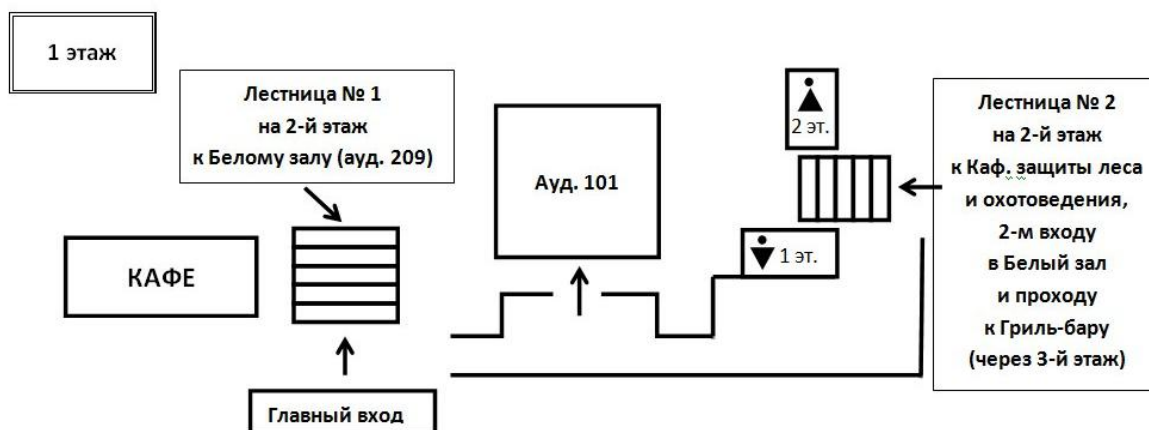 1 этаж
Лестница № 1
на 2-й этаж
к Белому залу (ауд. 209)
КАФЕ
Главный вход
Ауд. 101
2 эт.
1 эт.
Лестница № 2
на 2-й этаж
к Каф. защиты леса
и охотоведения,
2-м входу
в Белый зал
и проходу
к Гриль-бару
(через 3-й этаж)